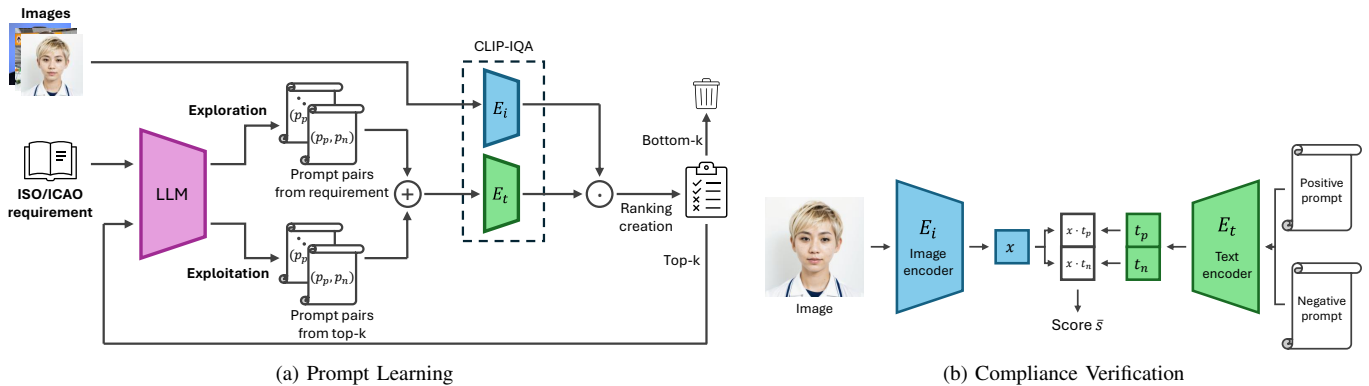 Images
CLIP-IQA
E_i
Exploration
(p_p
(p_p, p_n)
Bottom-k
LLM
Prompt pairs
from requirement
ISO/ICAO
requirement
+
E_t
Ranking
creation
Exploitation
(p_p
(p_p, p_n)
Top-k
Prompt pairs
from top-k
(a) Prompt Learning
Positive
prompt
E_i
Image
encoder
x
x · t_p
x · t_n
t_p
t_n
E_t
Text
encoder
Negative
prompt
Image
Score s̄
(b) Compliance Verification